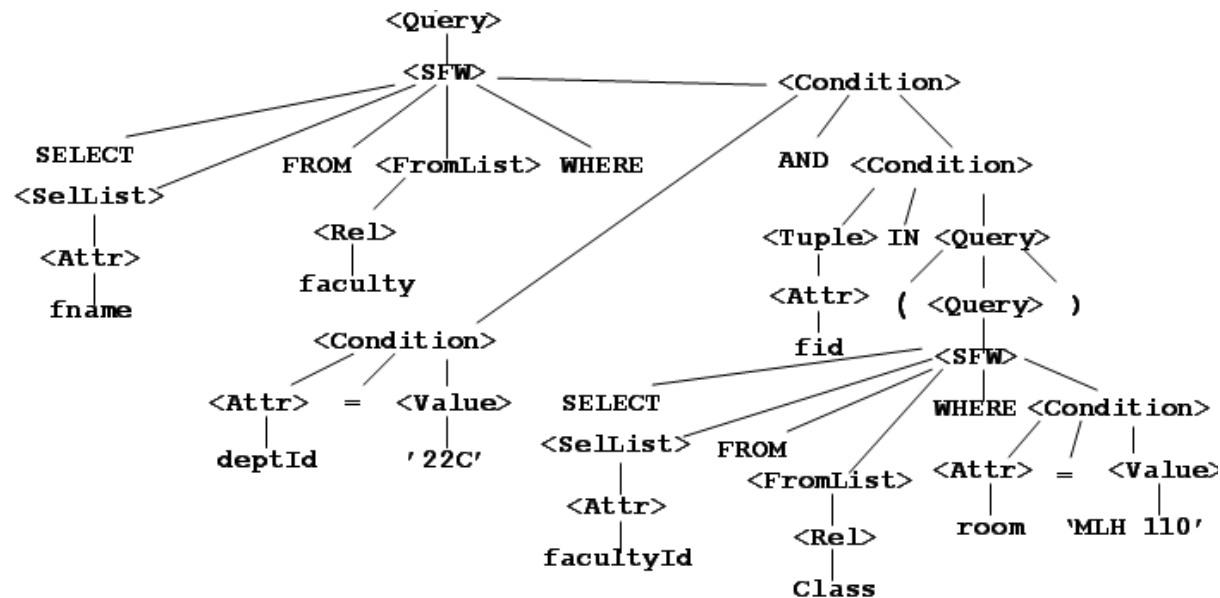 <Query>
<SFW> <Condition>
SELECT FROM <FromList> WHERE AND <Condition>
<SelList>
<Rel> <Tuple> IN <Query>
<Attr>
faculty <Attr> ( <Query> )
fname
<Condition> fid <SFW>
<Attr> = <Value> SELECT WHERE <Condition>
<SelList> FROM
deptId '22C' <FromList> <Attr> = <Value>
<Attr>
<Rel> room 'MLH 110'
facultyId
Class